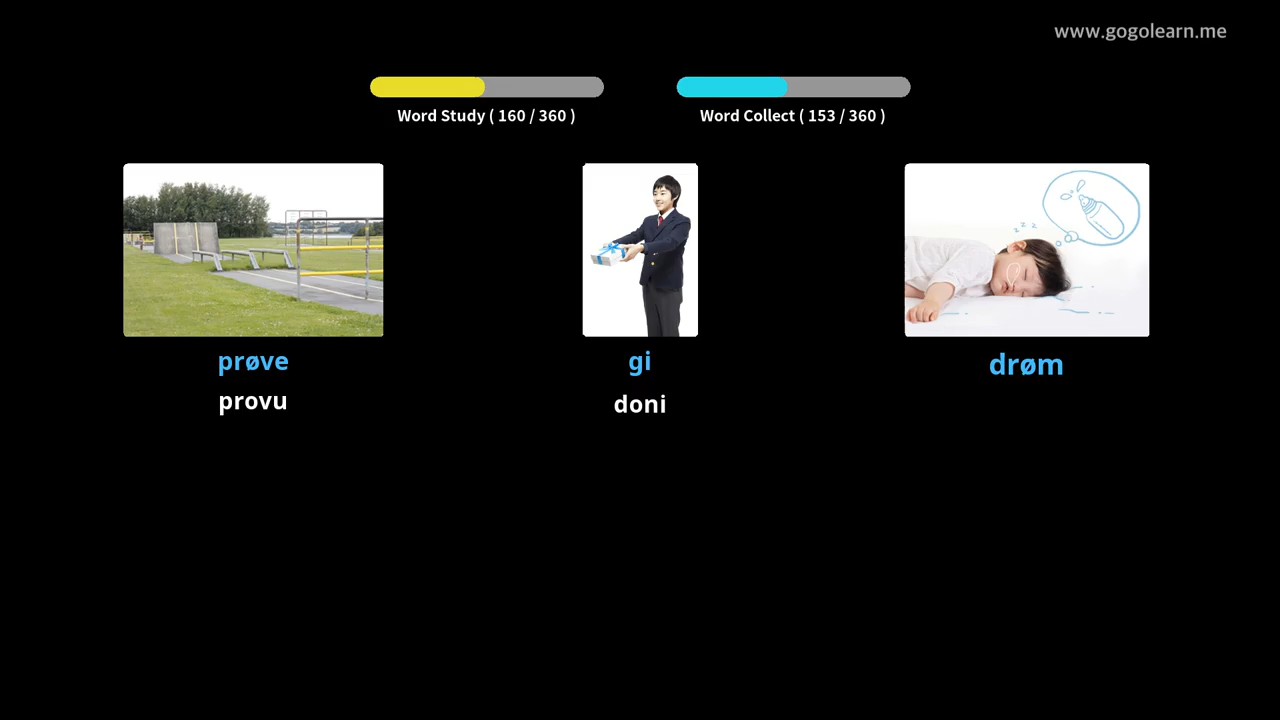 www.gogolearn.me
Word Study ( 160 / 360 )
Word Collect ( 153 / 360 )
prøve
gi
drøm
provu
doni